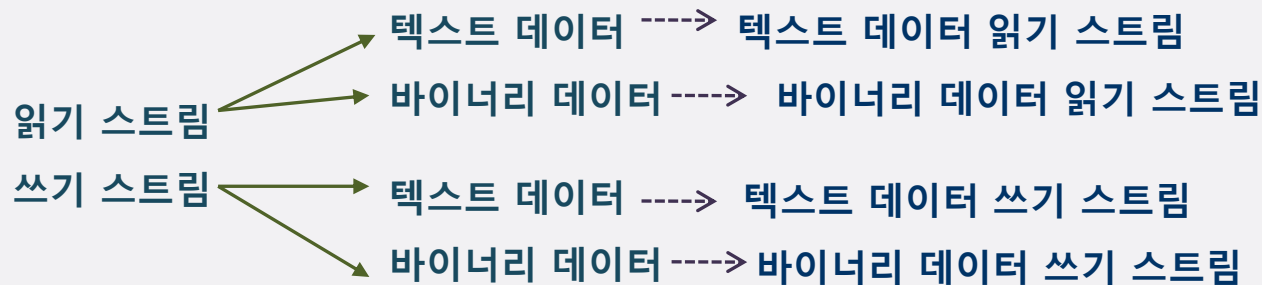 텍스트 데이터 텍스트 데이터 읽기 스트림
바이너리 데이터 바이너리 데이터 읽기 스트림
읽기 스트림
쓰기 스트림
텍스트 데이터 텍스트 데이터 쓰기 스트림
바이너리 데이터 바이너리 데이터 쓰기 스트림